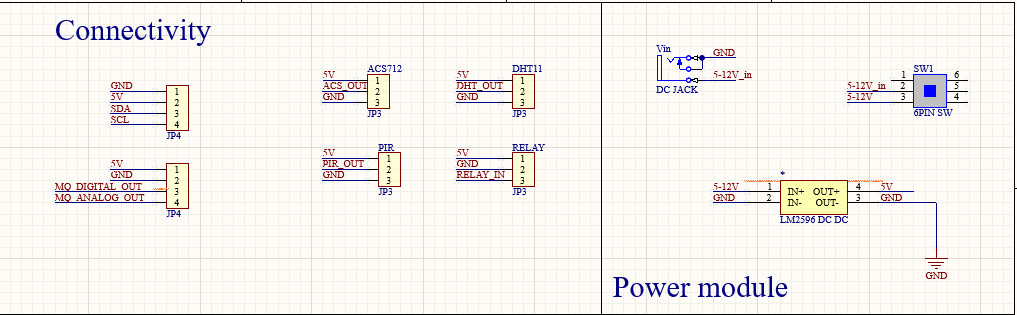 Connectivity
GND
5V
SDA
SCL
1
2
3
4
JP4
5V
GND
MQ_DIGITAL_OUT
MQ_ANALOG_OUT
1
2
3
4
JP4
ACS712
5V
ACS_OUT
GND
1
2
3
JP3
DHT11
5V
DHT_OUT
GND
1
2
3
JP3
PIR
5V
PIR_OUT
GND
1
2
3
JP3
RELAY
5V
GND
RELAY_IN
1
2
3
JP3
Vin
GND
5-12V_in
DC JACK
SW1
5-12V_in
5-12V
1
2
3
6
5
4
6PIN SW
*
5-12V
GND
1
2
IN+ OUT+
IN- OUT-
4
3
5V
GND
LM2596 DC DC
GND
Power module